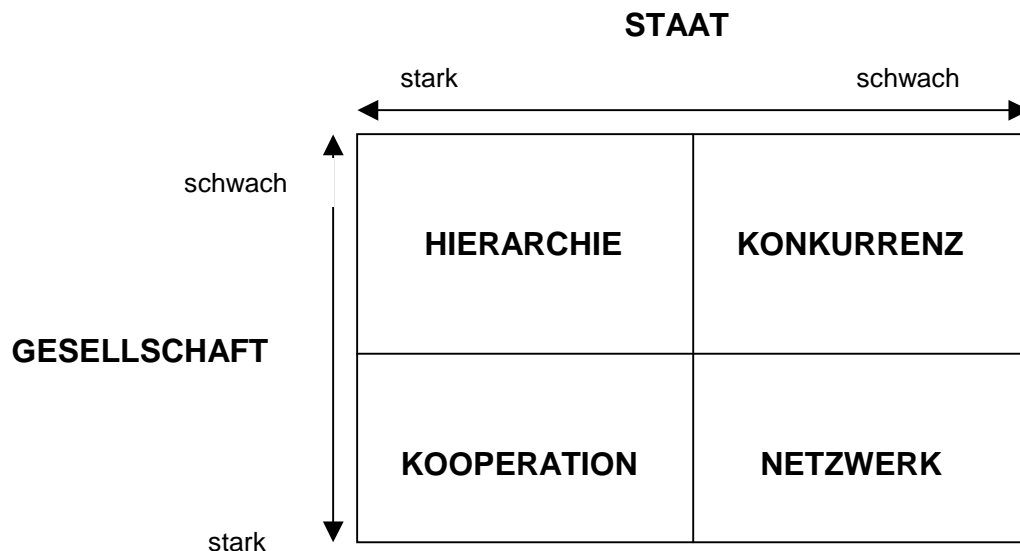 STAAT
stark schwach
schwach
HIERARCHIE KONKURRENZ
GESELLSCHAFT
KOOPERATION NETZWERK
stark